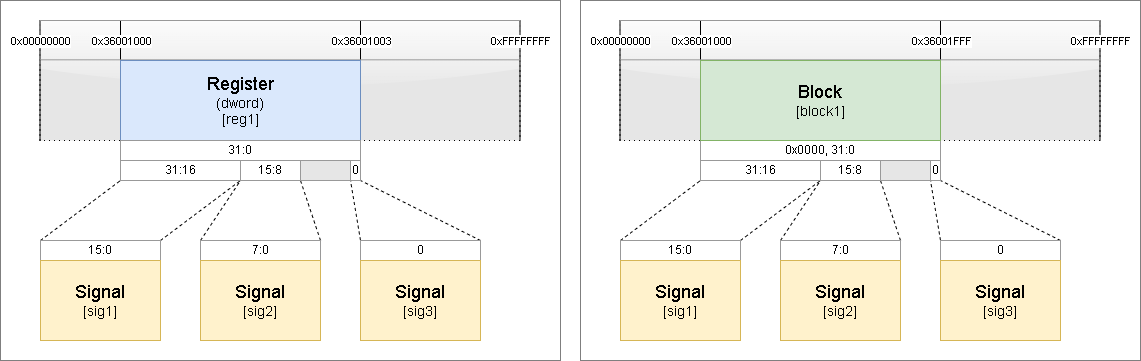 0x00000000 0x36001000 0x36001003 0xFFFFFFFF
Register
(dword)
[reg1]
31:0
31:16 15:8 0
15:0 7:0 0
Signal Signal Signal
[sig1] [sig2] [sig3]
0x00000000 0x36001000 0x36001FFF 0xFFFFFFFF
Block
[block1]
0x0000, 31:0
31:16 15:8 0
15:0 7:0 0
Signal Signal Signal
[sig1] [sig2] [sig3]